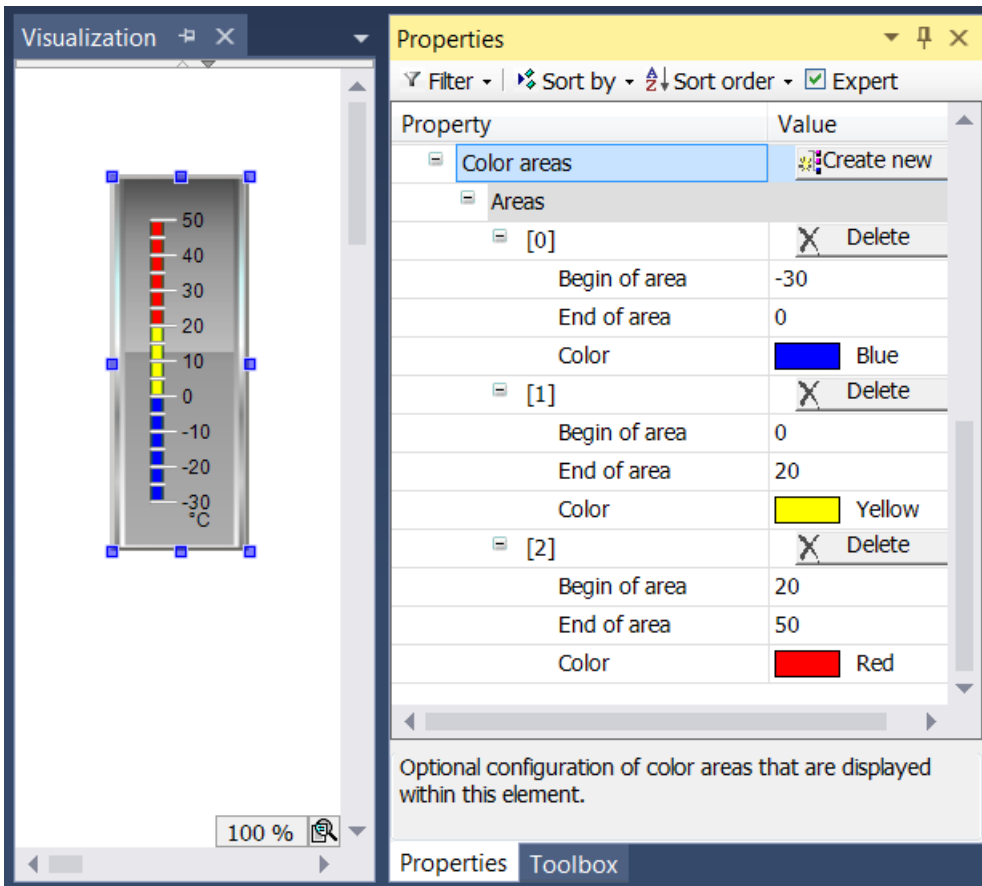 Visualization
50
40
30
20
10
0
-10
-20
-30
°C
100 %
Properties
Filter Sort by Sort order Expert
Property Value
Color areas Create new
Areas
[0] Delete
Begin of area -30
End of area 0
Color Blue
[1] Delete
Begin of area 0
End of area 20
Color Yellow
[2] Delete
Begin of area 20
End of area 50
Color Red
Optional configuration of color areas that are displayed
within this element.
Properties Toolbox